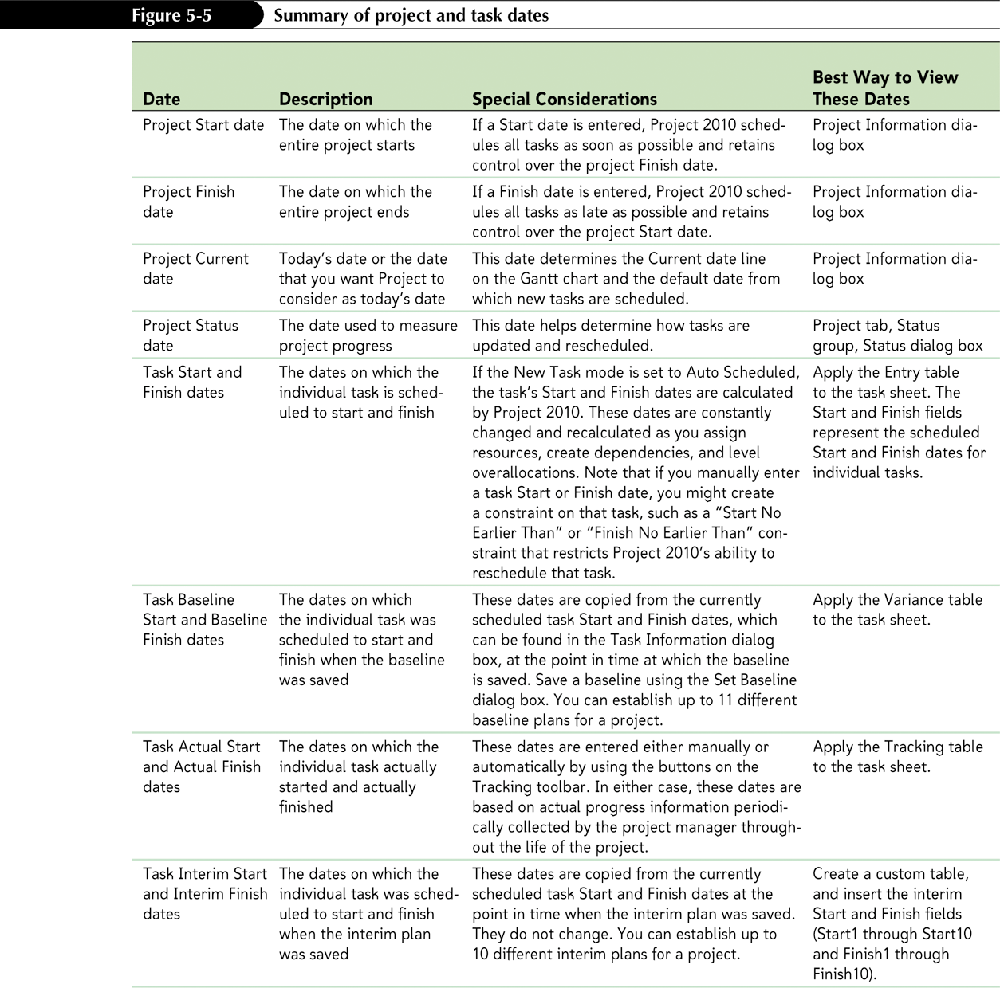 Figure 5-5 Summary of project and task dates
Date Description Special Considerations Best Way to View These Dates
Project Start date
The date on which the
entire project starts
If a Start date is entered, Project 2010 sched-
ules all tasks as soon as possible and retains
control over the project Finish date.
Project Information dia-
log box
Project Finish
date
The date on which the
entire project ends
If a Finish date is entered, Project 2010 sched-
ules all tasks as late as possible and retains
control over the project Start date.
Project Information dia-
log box
Project Current
date
Today's date or the date
that you want Project to
consider as today's date
This date determines the Current date line
on the Gantt chart and the default date from
which new tasks are scheduled.
Project Information dia-
log box
Project Status
date
The date used to measure
project progress
This date helps determine how tasks are
updated and rescheduled.
Project tab, Status
group, Status dialog box
Task Start and
Finish dates
The dates on which the
individual task is sched-
uled to start and finish
If the New Task mode is set to Auto Scheduled,
the task's Start and Finish dates are calculated
by Project 2010. These dates are constantly
changed and recalculated as you assign
resources, create dependencies, and level
overallocations. Note that if you manually enter
a task Start or Finish date, you might create
a constraint on that task, such as a “Start No
Earlier Than” or “Finish No Earlier Than” con-
straint that restricts Project 2010's ability to
reschedule that task.
Apply the Entry table
to the task sheet. The
Start and Finish fields
represent the scheduled
Start and Finish dates for
individual tasks.
Task Baseline
Start and Baseline
Finish dates
The dates on which
the individual task was
scheduled to start and
finish when the baseline
was saved
These dates are copied from the currently
scheduled task Start and Finish dates, which
can be found in the Task Information dialog
box, at the point in time at which the baseline
is saved. Save a baseline using the Set Baseline
dialog box. You can establish up to 11 different
baseline plans for a project.
Apply the Variance table
to the task sheet.
Task Actual Start
and Actual Finish
dates
The dates on which the
individual task actually
started and actually
finished
These dates are entered either manually or
automatically by using the buttons on the
Tracking toolbar. In either case, these dates are
based on actual progress information periodi-
cally collected by the project manager through-
out the life of the project.
Apply the Tracking table
to the task sheet.
Task Interim Start
and Interim Finish
dates
The dates on which the
individual task was sched-
uled to start and finish
when the interim plan
was saved
These dates are copied from the currently
scheduled task Start and Finish dates at the
point in time when the interim plan was saved.
They do not change. You can establish up to
10 different interim plans for a project.
Create a custom table,
and insert the interim
Start and Finish fields
(Start1 through Start10
and Finish1 through
Finish10).